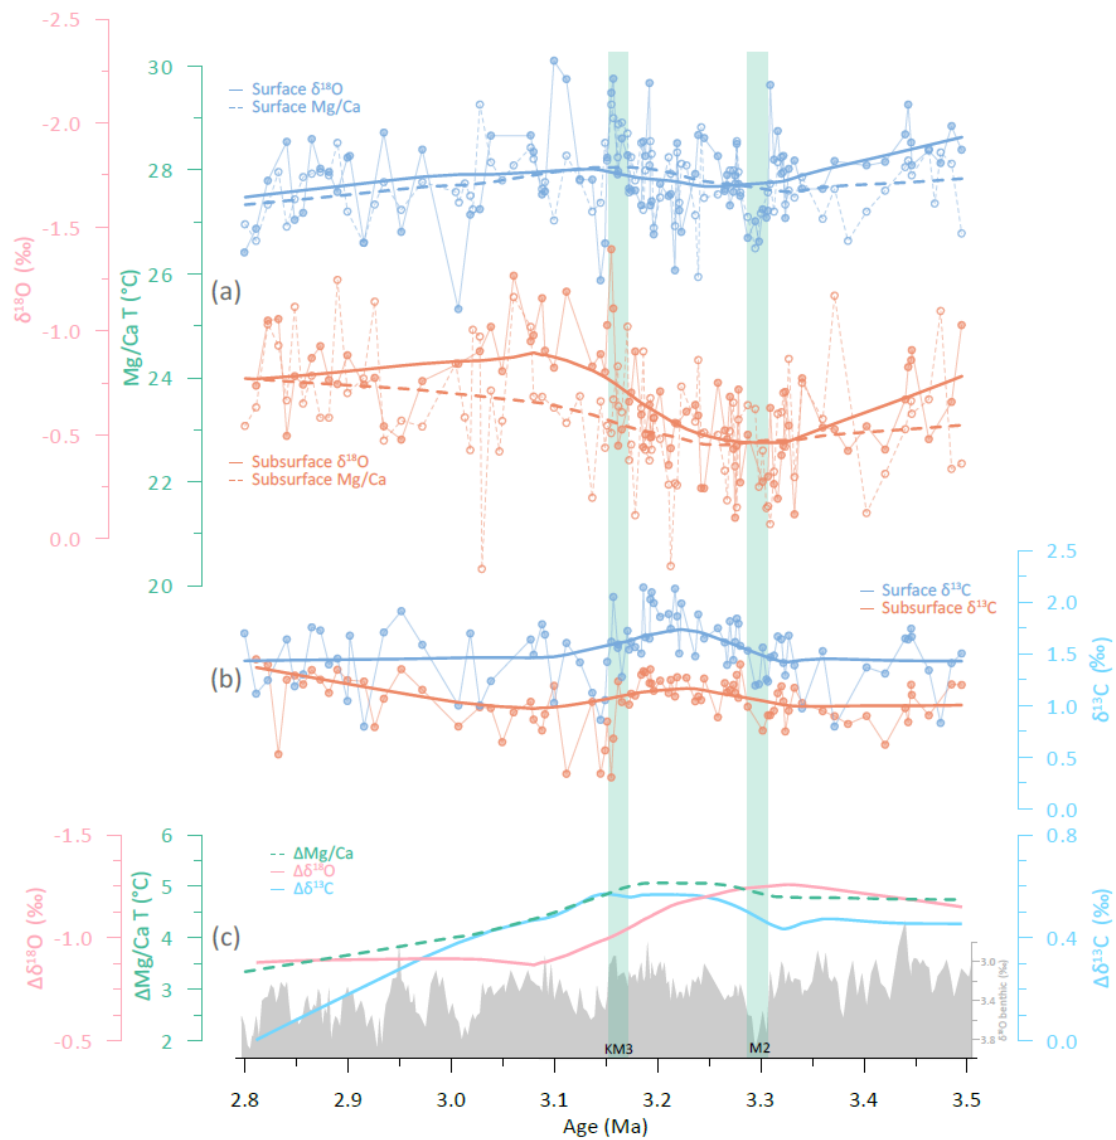 -2.5
-2.0
-1.5
-1.0
-0.5
0.0
δ¹⁸O (‰)
30
28
26
24
22
20
Mg/Ca T (°C)
Surface δ¹⁸O
Surface Mg/Ca
(a)
Subsurface δ¹⁸O
Subsurface Mg/Ca
2.5
2.0
1.5
1.0
0.5
0.0
δ¹³C (‰)
Surface δ¹³C
Subsurface δ¹³C
(b)
-1.5
-1.0
-0.5
Δδ¹⁸O (‰)
6
5
4
3
2
ΔMg/Ca T (°C)
ΔMg/Ca
Δδ¹⁸O
Δδ¹³C
(c)
0.8
0.4
0.0
Δδ¹³C (‰)
3.0
3.4
3.8
δ¹⁸O benthic (‰)
KM3
M2
2.8 2.9 3.0 3.1 3.2 3.3 3.4 3.5
Age (Ma)